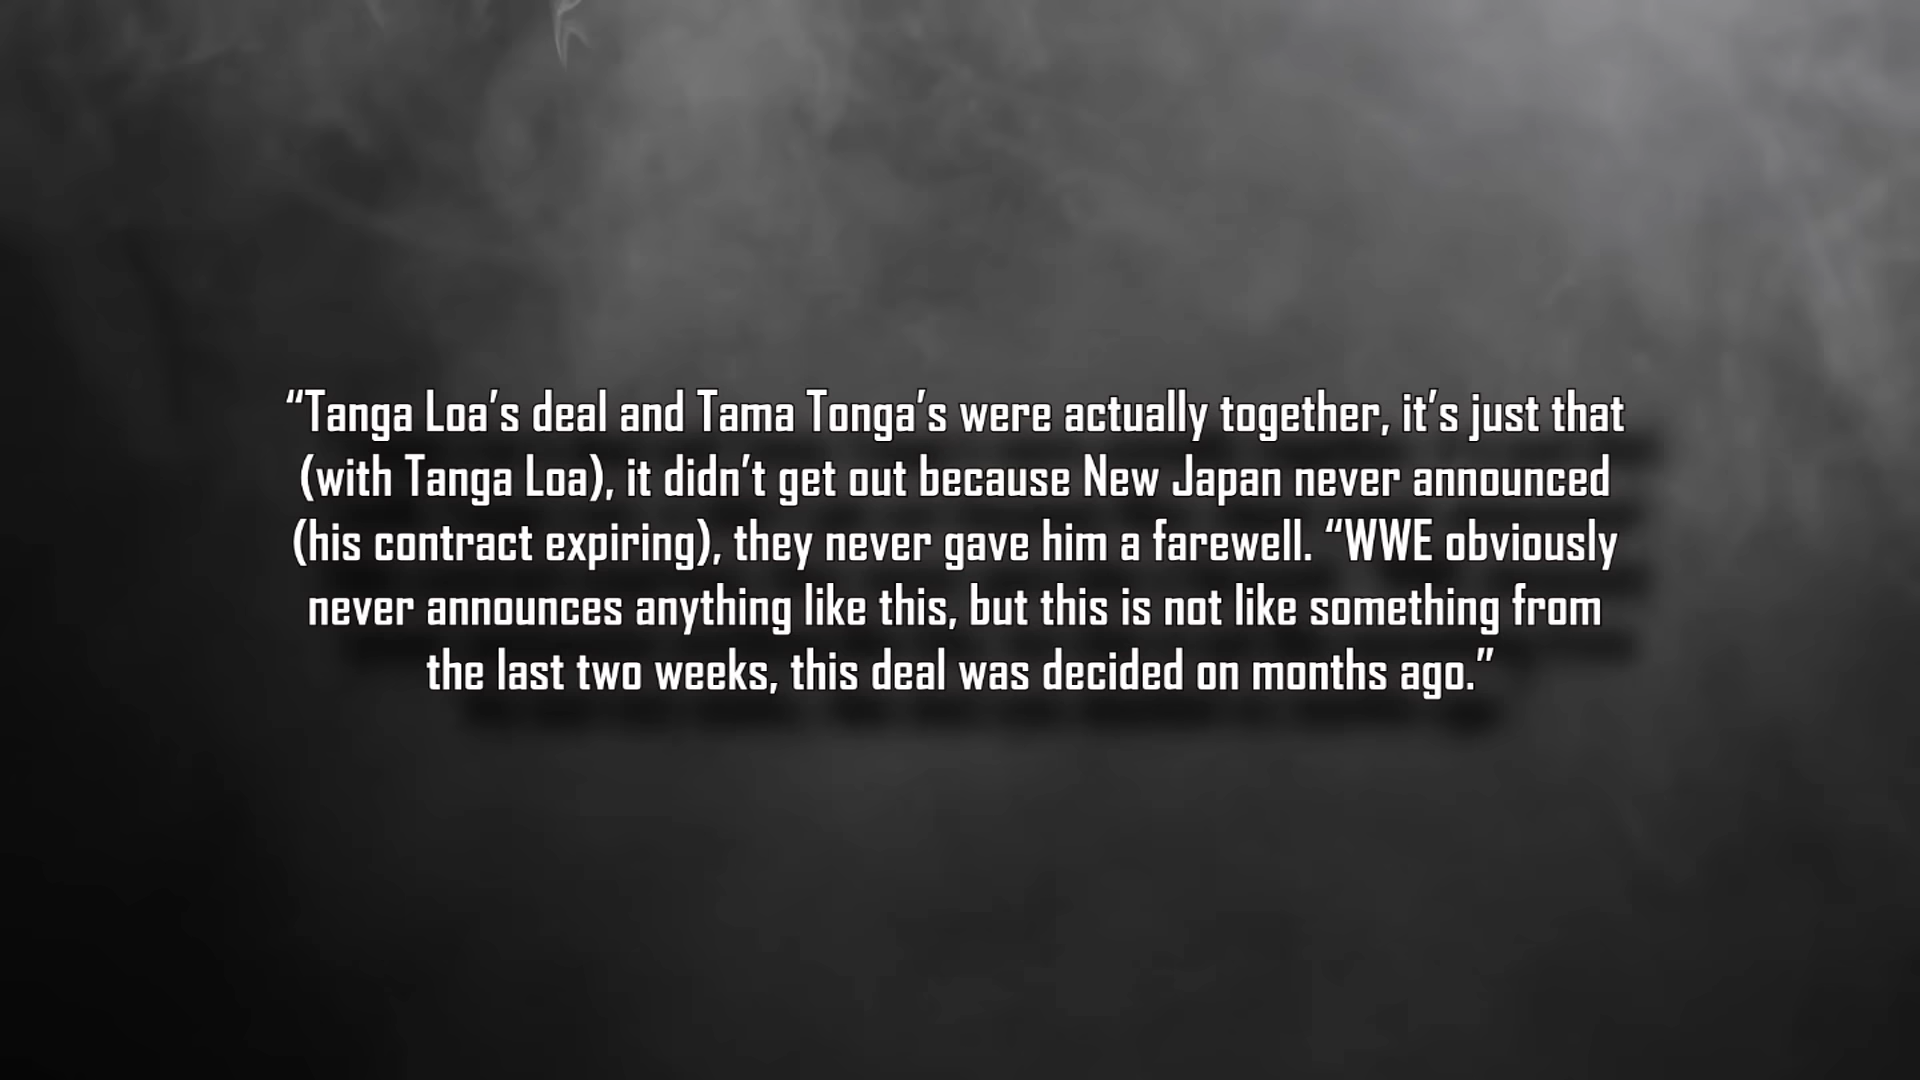 “Tanga Loa’s deal and Tama Tonga’s were actually together, it’s just that
(with Tanga Loa), it didn’t get out because New Japan never announced
(his contract expiring), they never gave him a farewell. “WWE obviously
never announces anything like this, but this is not like something from
the last two weeks, this deal was decided on months ago.”